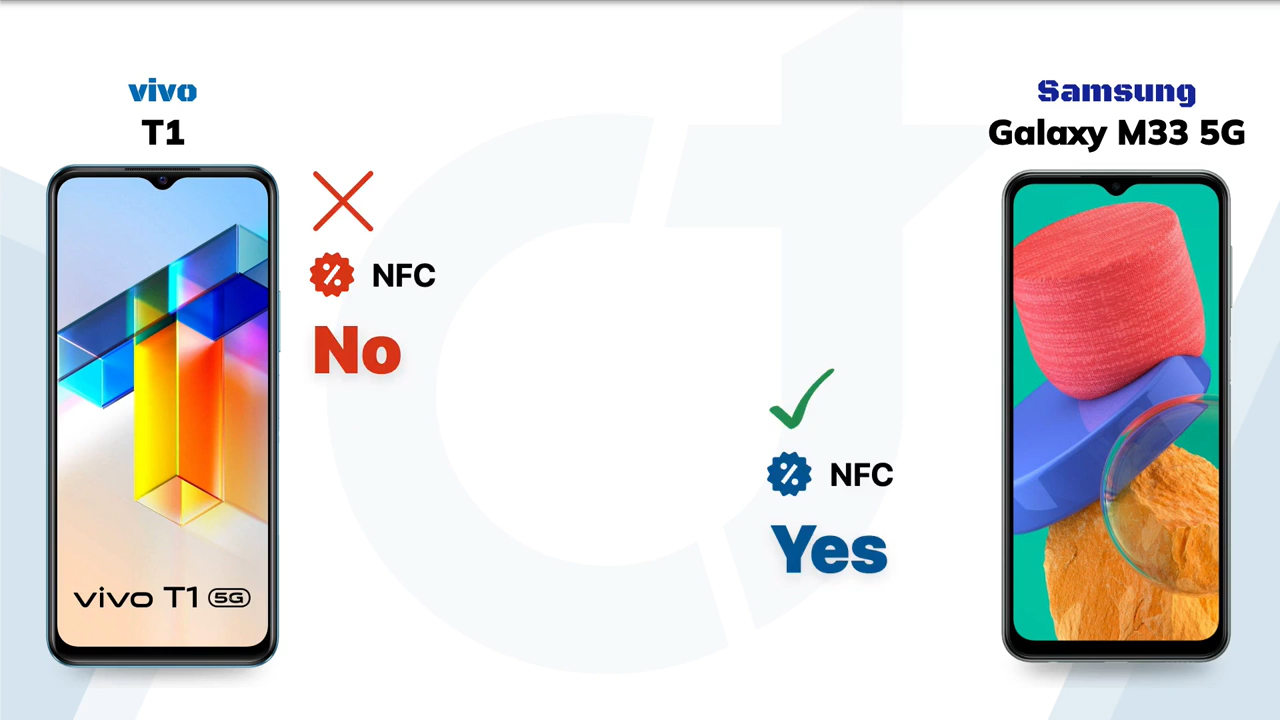 vivo
T1
NFC
No
vivo T1 5G
Samsung
Galaxy M33 5G
NFC
Yes